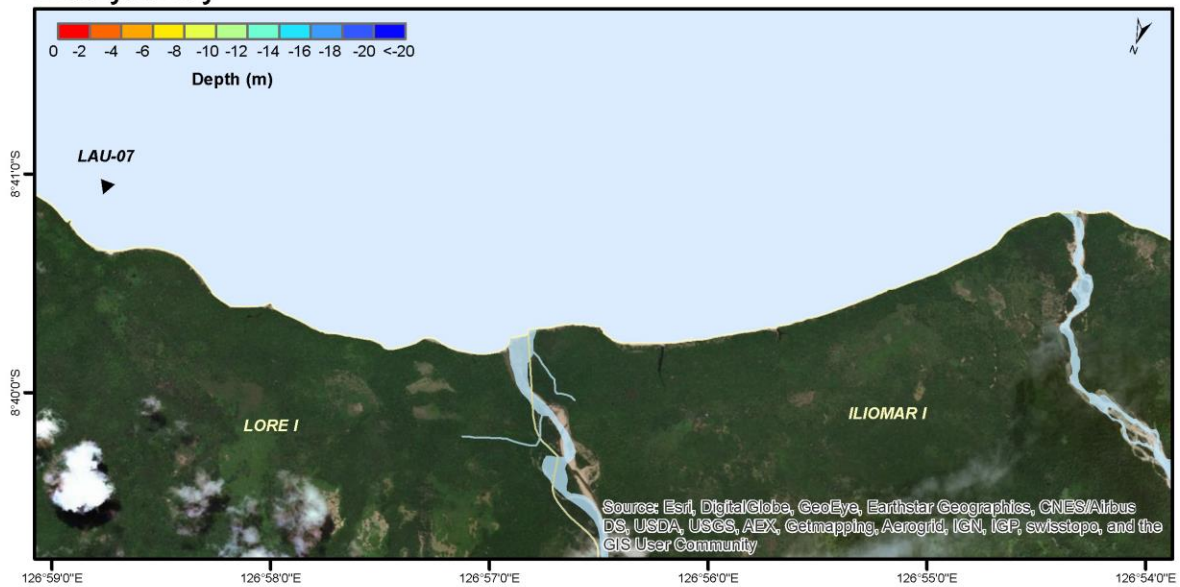 0 -2 -4 -6 -8 -10 -12 -14 -16 -18 -20 <-20
Depth (m)
N
LAU-07
8°41'0"S
8°40'0"S
LORE I
ILIOMAR I
Source: Esri, DigitalGlobe, GeoEye, Earthstar Geographics, CNES/Airbus
DS, USDA, USGS, AEX, Getmapping, Aerogrid, IGN, IGP, swisstopo, and the
GIS User Community
126°59'0"E 126°58'0"E 126°57'0"E 126°56'0"E 126°55'0"E 126°54'0"E